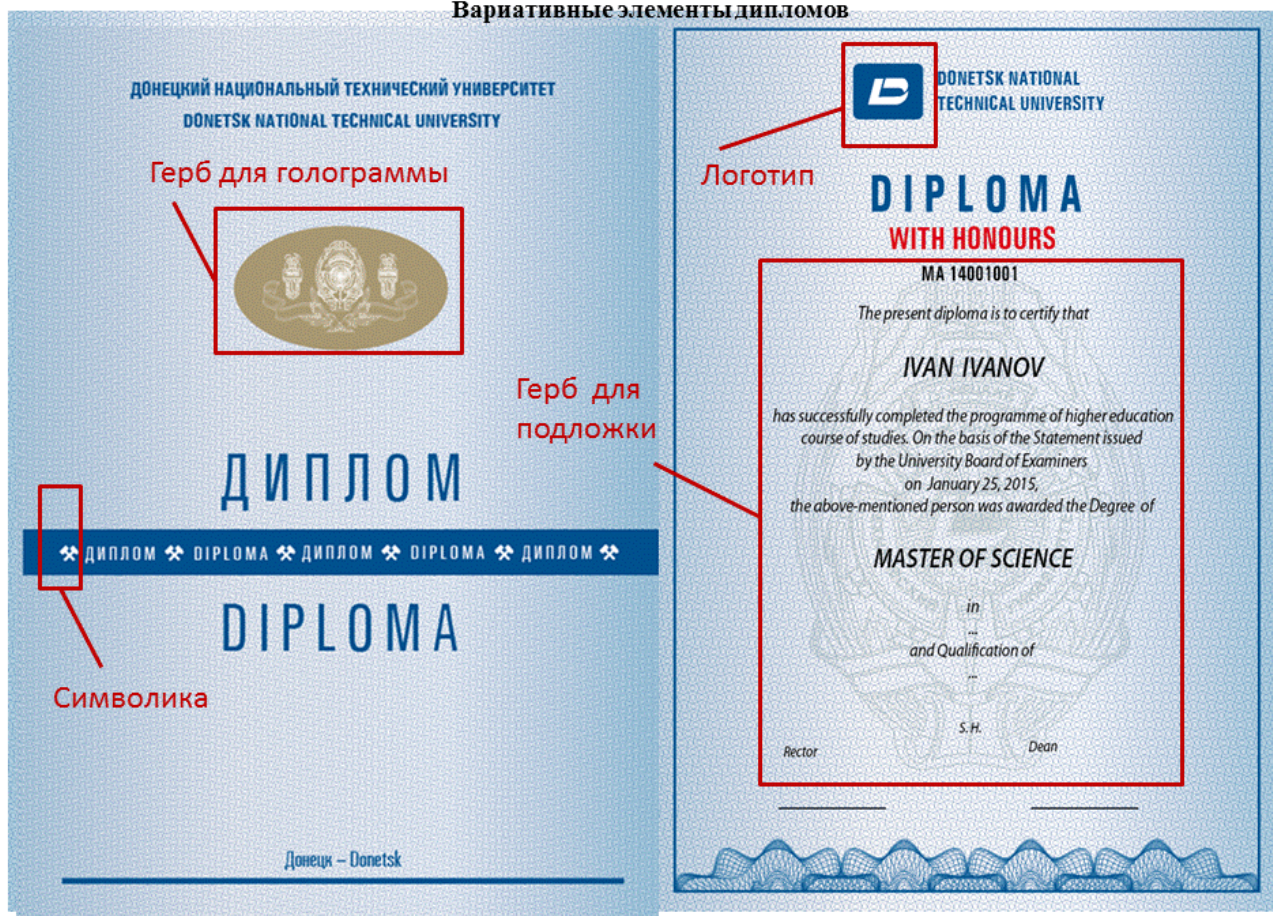 Вариативные элементы дипломов
ДОНЕЦКИЙ НАЦИОНАЛЬНЫЙ ТЕХНИЧЕСКИЙ УНИВЕРСИТЕТ
DONETSK NATIONAL TECHNICAL UNIVERSITY
Герб для голограммы
ДИПЛОМ
ДИПЛОМ DIPLOMA ДИПЛОМ DIPLOMA ДИПЛОМ
DIPLOMA
Символика
Донецк – Donetsk
DONETSK NATIONAL
TECHNICAL UNIVERSITY
Логотип
DIPLOMA
WITH HONOURS
MA 14001001
The present diploma is to certify that
IVAN IVANOV
Герб для
подложки
has successfully completed the programme of higher education
course of studies. On the basis of the Statement issued
by the University Board of Examiners
on January 25, 2015,
the above-mentioned person was awarded the Degree of
MASTER OF SCIENCE
in
...
and Qualification of
...
S. H.
Rector Dean